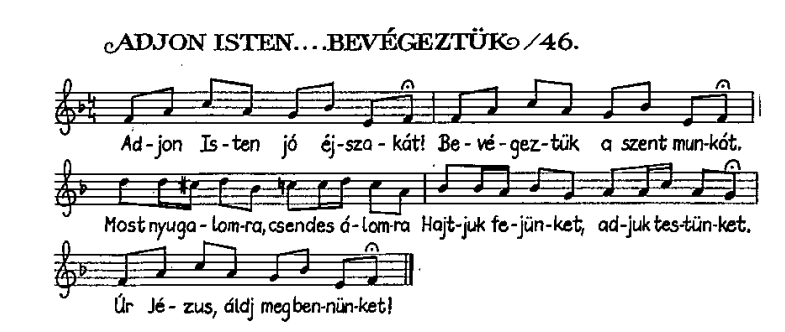 ADJON ISTEN....BEVÉGEZTÜK /46.
4
4
Ad-jon Is-ten jó éj-sza-kát! Be-vé-gez-tük a szent mun-kát.
Most nyuga-lom-ra, csendes á-lom-ra Hajt-juk fe-jün-ket, ad-juk tes-tün-ket.
Úr Jé-zus, áldj meg ben-nün-ket!